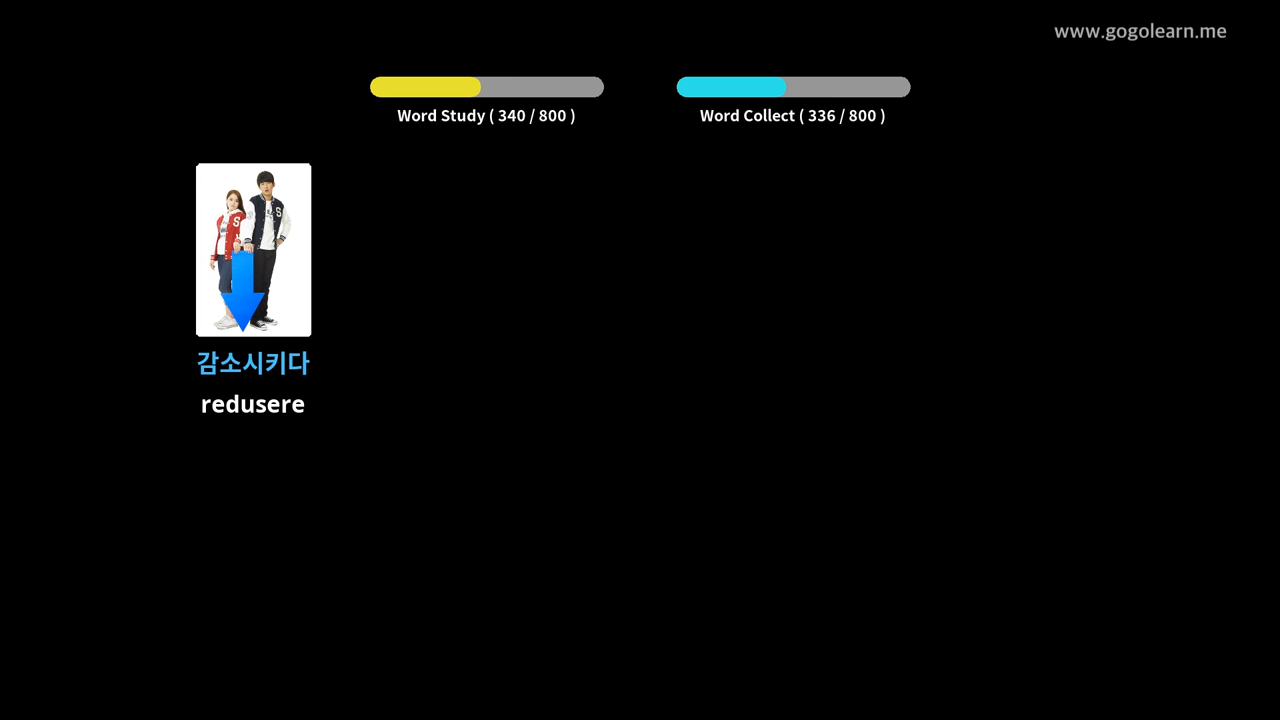 www.gogolearn.me
Word Study ( 340 / 800 )
Word Collect ( 336 / 800 )
S
S
감소시키다
redusere